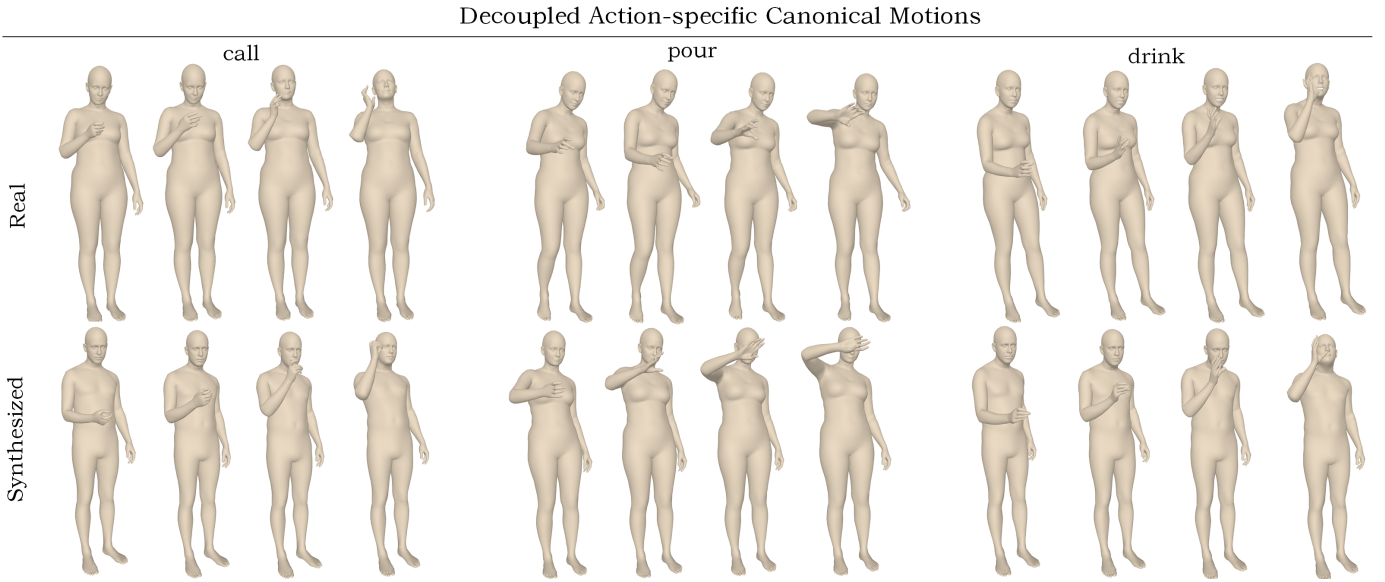 Decoupled Action-specific Canonical Motions
call
pour
drink
Real
Synthesized